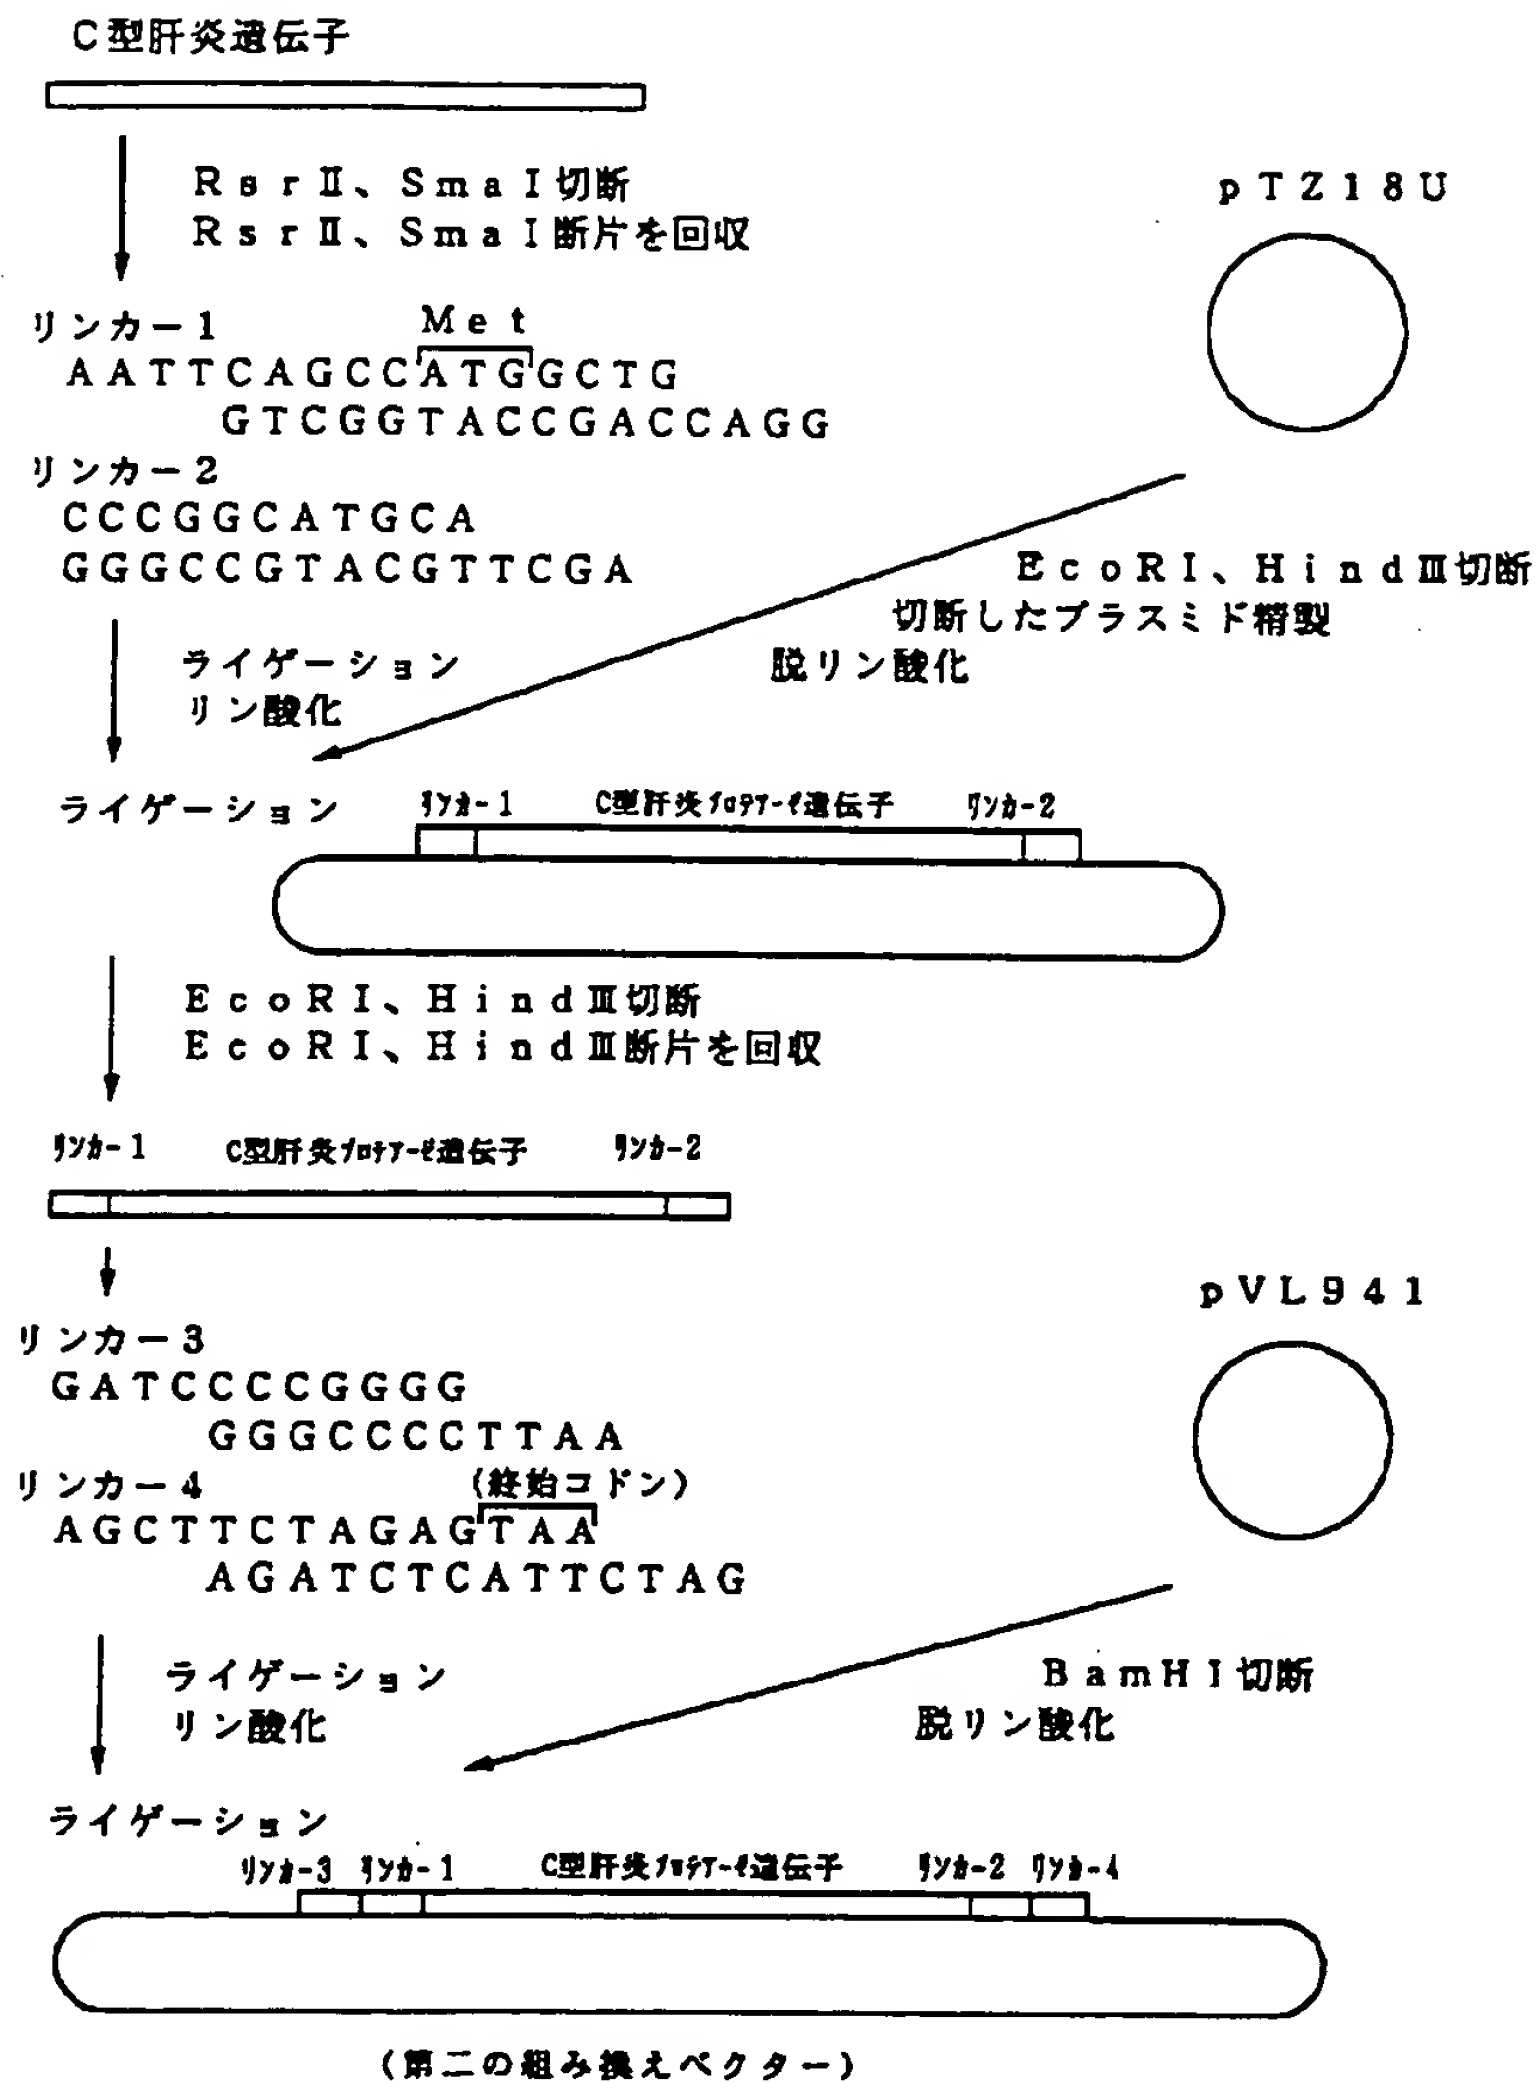 C型肝炎遺伝子
RsrⅡ、SmaI切断
RsrⅡ、SmaI断片を回収
pTZ18U
リンカー1
Met
AATTCAGCCATGGCTG
GTCGGTACCGACCAGG
リンカー2
CCCGGCATGCA
GGGCCGTACGTTCGA
EcoRI、HindⅢ切断
切断したプラスミド精製
脱リン酸化
ライゲーション
リン酸化
ライゲーション
リンカー1 C型肝炎プロテアーゼ遺伝子 リンカー2
EcoRI、HindⅢ切断
EcoRI、HindⅢ断片を回収
リンカー1 C型肝炎プロテアーゼ遺伝子 リンカー2
pVL941
リンカー3
GATCCCCGGGG
GGGCCCCTTAA
リンカー4
(終始コドン)
AGCTTCTAGAGTAA
AGATCTCATTCTAG
ライゲーション
リン酸化
BamHI切断
脱リン酸化
ライゲーション
リンカー3 リンカー1 C型肝炎プロテアーゼ遺伝子 リンカー2 リンカー4
(第二の組み換えベクター)